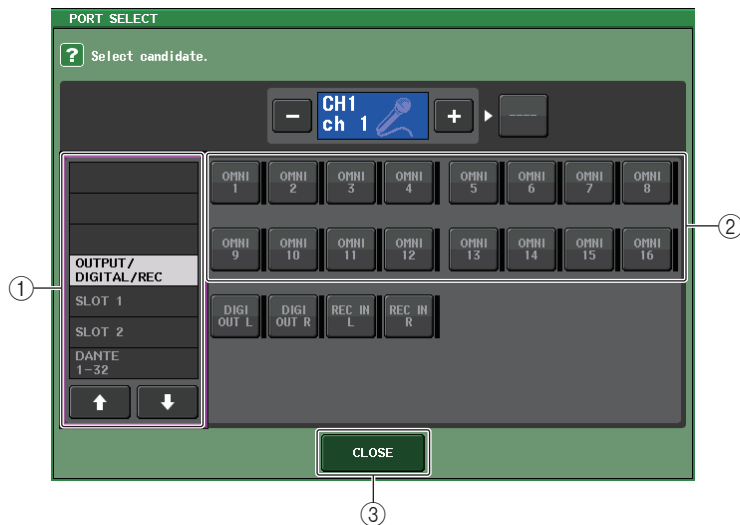 PORT SELECT
? Select candidate.
− CH1 + ----
ch 1
OUTPUT/
DIGITAL/REC
SLOT 1
SLOT 2
DANTE
1-32
OMNI 1
OMNI 2
OMNI 3
OMNI 4
OMNI 5
OMNI 6
OMNI 7
OMNI 8
OMNI 9
OMNI 10
OMNI 11
OMNI 12
OMNI 13
OMNI 14
OMNI 15
OMNI 16
DIGI OUT L
DIGI OUT R
REC IN L
REC IN R
CLOSE
①
②
③